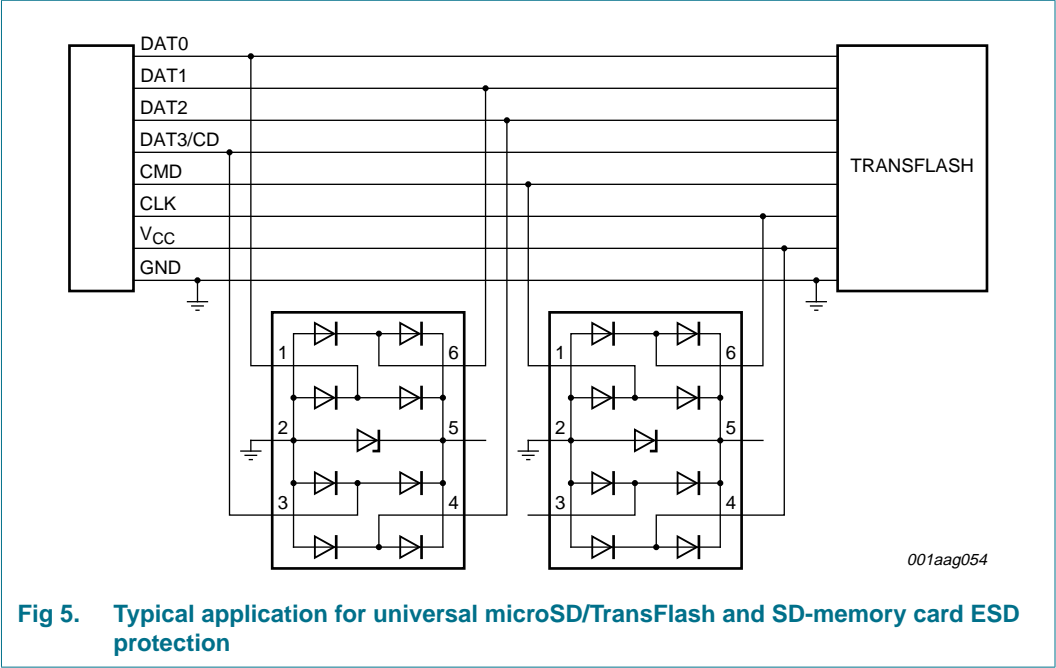 DAT0
DAT1
DAT2
DAT3/CD
CMD
CLK
VCC
GND
TRANSFLASH
1
6
2
5
3
4
1
6
2
5
3
4
001aag054
Fig 5. Typical application for universal microSD/TransFlash and SD-memory card ESD
protection